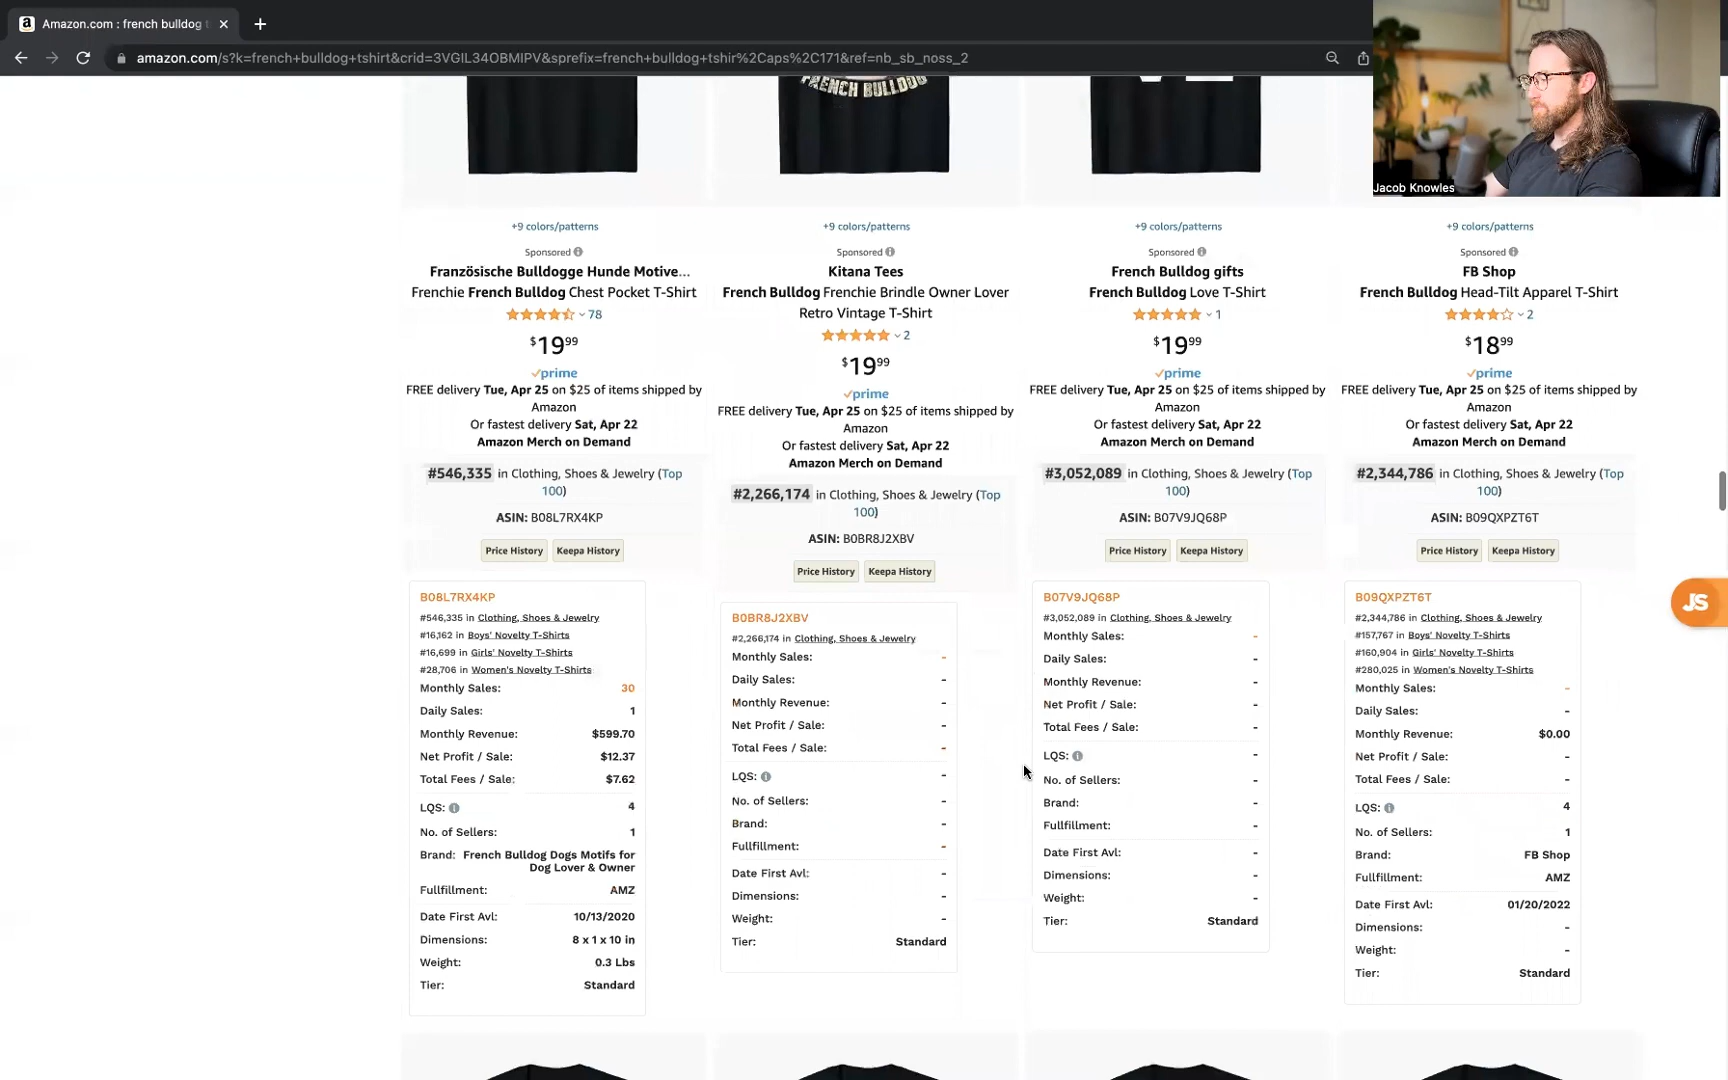 Amazon.com : french bulldog t
amazon.com/s?k=french+bulldog+tshirt&crid=3VGIL34OBMIPV&sprefix=french+bulldog+tshir%2Caps%2C171&ref=nb_sb_noss_2
Jacob Knowles
FRENCH BULLDOG
+9 colors/patterns
Sponsored
Französische Bulldogge Hunde Motive...
Frenchie French Bulldog Chest Pocket T-Shirt
78
$19.99
prime
FREE delivery Tue, Apr 25 on $25 of items shipped by
Amazon
Or fastest delivery Sat, Apr 22
Amazon Merch on Demand
#546,335 in Clothing, Shoes & Jewelry (Top
100)
ASIN: B08L7RX4KP
Price History Keepa History
B08L7RX4KP
#546,335 in Clothing, Shoes & Jewelry
#16,162 in Boys' Novelty T-Shirts
#16,699 in Girls' Novelty T-Shirts
#28,706 in Women's Novelty T-Shirts
Monthly Sales: 30
Daily Sales: 1
Monthly Revenue: $599.70
Net Profit / Sale: $12.37
Total Fees / Sale: $7.62
LQS: 4
No. of Sellers: 1
Brand: French Bulldog Dogs Motifs for
Dog Lover & Owner
Fullfillment: AMZ
Date First Avl: 10/13/2020
Dimensions: 8 x 1 x 10 in
Weight: 0.3 Lbs
Tier: Standard
+9 colors/patterns
Sponsored
Kitana Tees
French Bulldog Frenchie Brindle Owner Lover
Retro Vintage T-Shirt
2
$19.99
prime
FREE delivery Tue, Apr 25 on $25 of items shipped by
Amazon
Or fastest delivery Sat, Apr 22
Amazon Merch on Demand
#2,266,174 in Clothing, Shoes & Jewelry (Top
100)
ASIN: B0BR8J2XBV
Price History Keepa History
B0BR8J2XBV
#2,266,174 in Clothing, Shoes & Jewelry
Monthly Sales: -
Daily Sales: -
Monthly Revenue: -
Net Profit / Sale: -
Total Fees / Sale: -
LQS: -
No. of Sellers: -
Brand: -
Fullfillment: -
Date First Avl: -
Dimensions: -
Weight: -
Tier: Standard
+9 colors/patterns
Sponsored
French Bulldog gifts
French Bulldog Love T-Shirt
1
$19.99
prime
FREE delivery Tue, Apr 25 on $25 of items shipped by
Amazon
Or fastest delivery Sat, Apr 22
Amazon Merch on Demand
#3,052,089 in Clothing, Shoes & Jewelry (Top
100)
ASIN: B07V9JQ68P
Price History Keepa History
B07V9JQ68P
#3,052,089 in Clothing, Shoes & Jewelry
Monthly Sales: -
Daily Sales: -
Monthly Revenue: -
Net Profit / Sale: -
Total Fees / Sale: -
LQS: -
No. of Sellers: -
Brand: -
Fullfillment: -
Date First Avl: -
Dimensions: -
Weight: -
Tier: Standard
+9 colors/patterns
Sponsored
FB Shop
French Bulldog Head-Tilt Apparel T-Shirt
2
$18.99
prime
FREE delivery Tue, Apr 25 on $25 of items shipped by
Amazon
Or fastest delivery Sat, Apr 22
Amazon Merch on Demand
#2,344,786 in Clothing, Shoes & Jewelry (Top
100)
ASIN: B09QXPZT6T
Price History Keepa History
B09QXPZT6T
#2,344,786 in Clothing, Shoes & Jewelry
#157,767 in Boys' Novelty T-Shirts
#160,904 in Girls' Novelty T-Shirts
#280,025 in Women's Novelty T-Shirts
Monthly Sales: -
Daily Sales: -
Monthly Revenue: $0.00
Net Profit / Sale: -
Total Fees / Sale: -
LQS: 4
No. of Sellers: 1
Brand: FB Shop
Fullfillment: AMZ
Date First Avl: 01/20/2022
Dimensions: -
Weight: -
Tier: Standard
JS